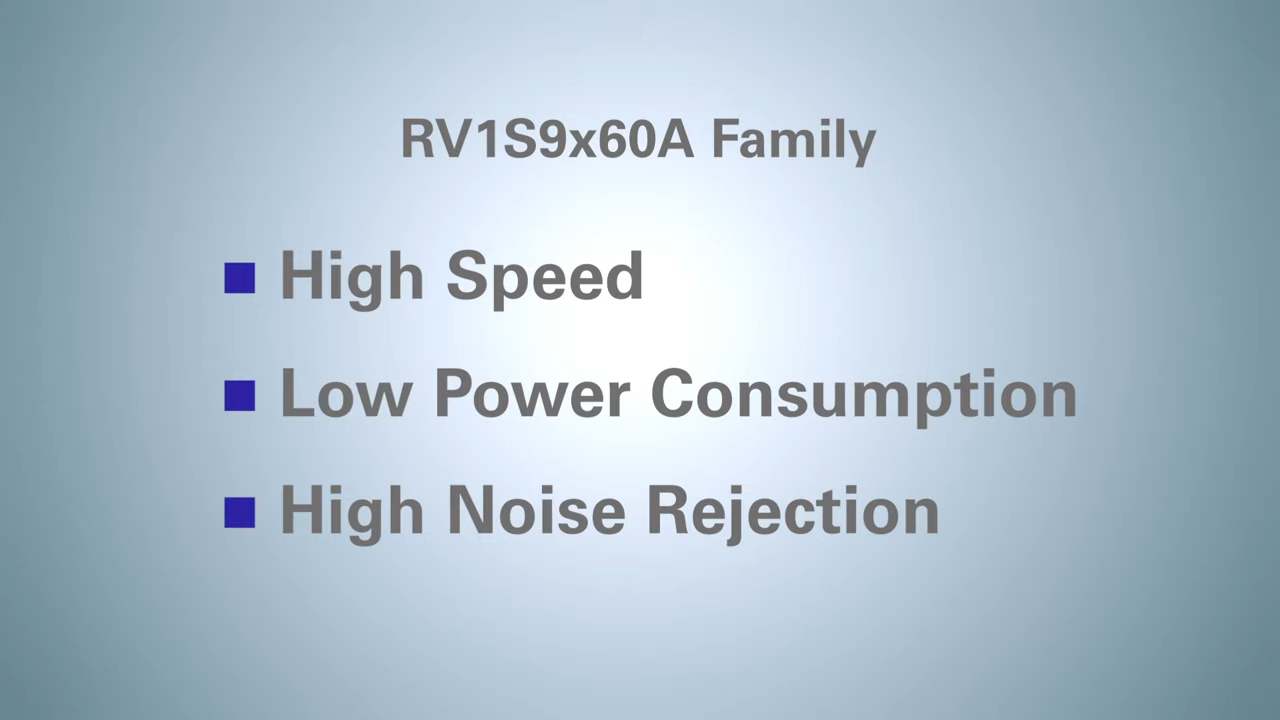 RV1S9x60A Family
High Speed
Low Power Consumption
High Noise Rejection